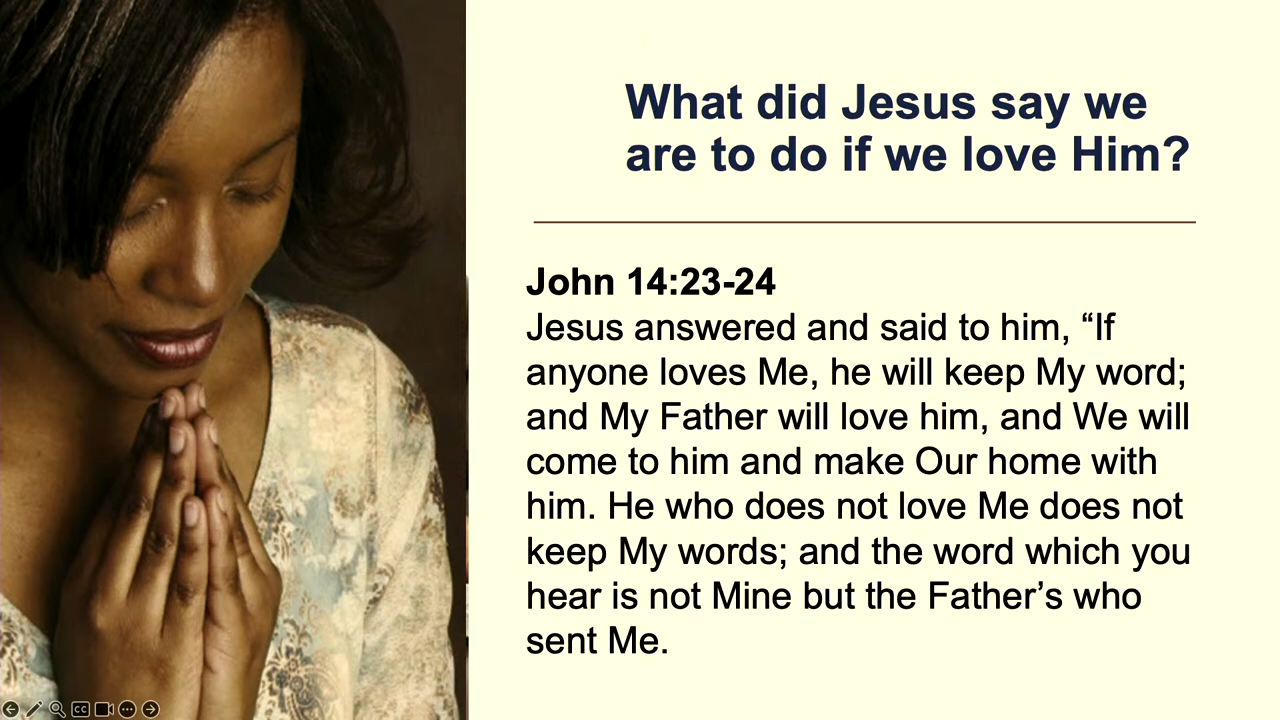 What did Jesus say we
are to do if we love Him?
John 14:23-24
Jesus answered and said to him, “If
anyone loves Me, he will keep My word;
and My Father will love him, and We will
come to him and make Our home with
him. He who does not love Me does not
keep My words; and the word which you
hear is not Mine but the Father’s who
sent Me.
CC